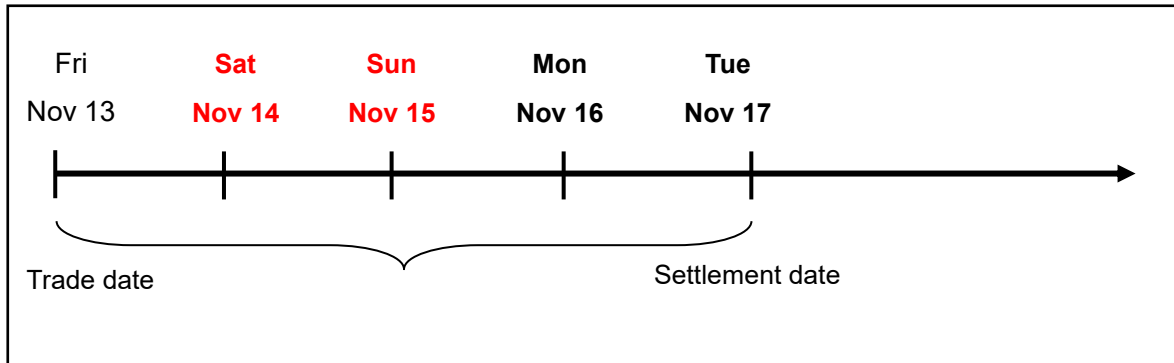 Fri Sat Sun Mon Tue
Nov 13 Nov 14 Nov 15 Nov 16 Nov 17
Trade date Settlement date